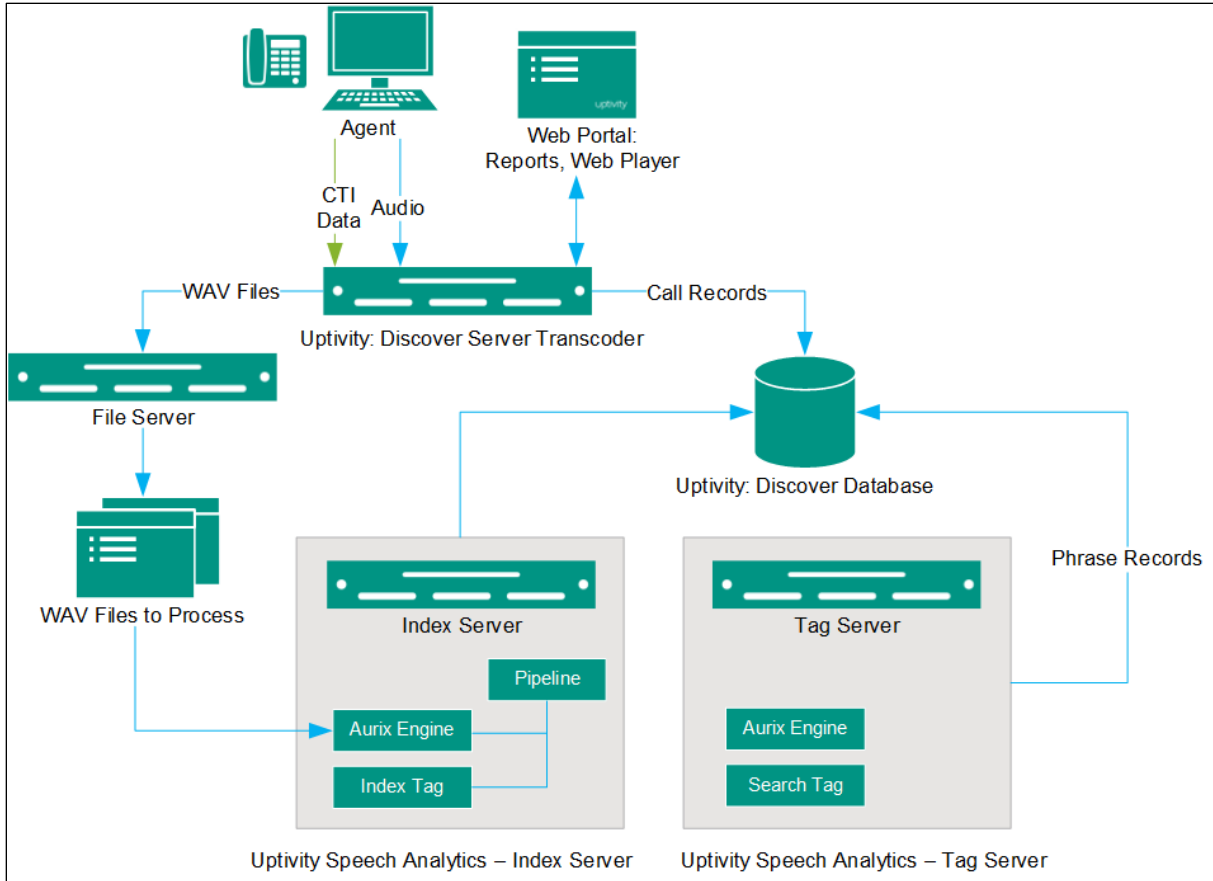 uptivity
Agent
Web Portal:
Reports, Web Player
CTI
Data
Audio
WAV Files
Call Records
Uptivity: Discover Server Transcoder
File Server
Uptivity: Discover Database
WAV Files to Process
Index Server
Pipeline
Aurix Engine
Index Tag
Tag Server
Aurix Engine
Search Tag
Phrase Records
Uptivity Speech Analytics – Index Server
Uptivity Speech Analytics – Tag Server